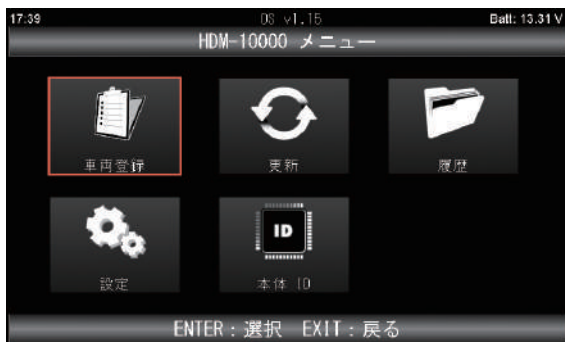 17:39 OS v1.15 Batt: 13.31 V
HDM-10000 メニュー
車両登録 更新 履歴
ID
設定 本体 ID
ENTER：選択 EXIT：戻る